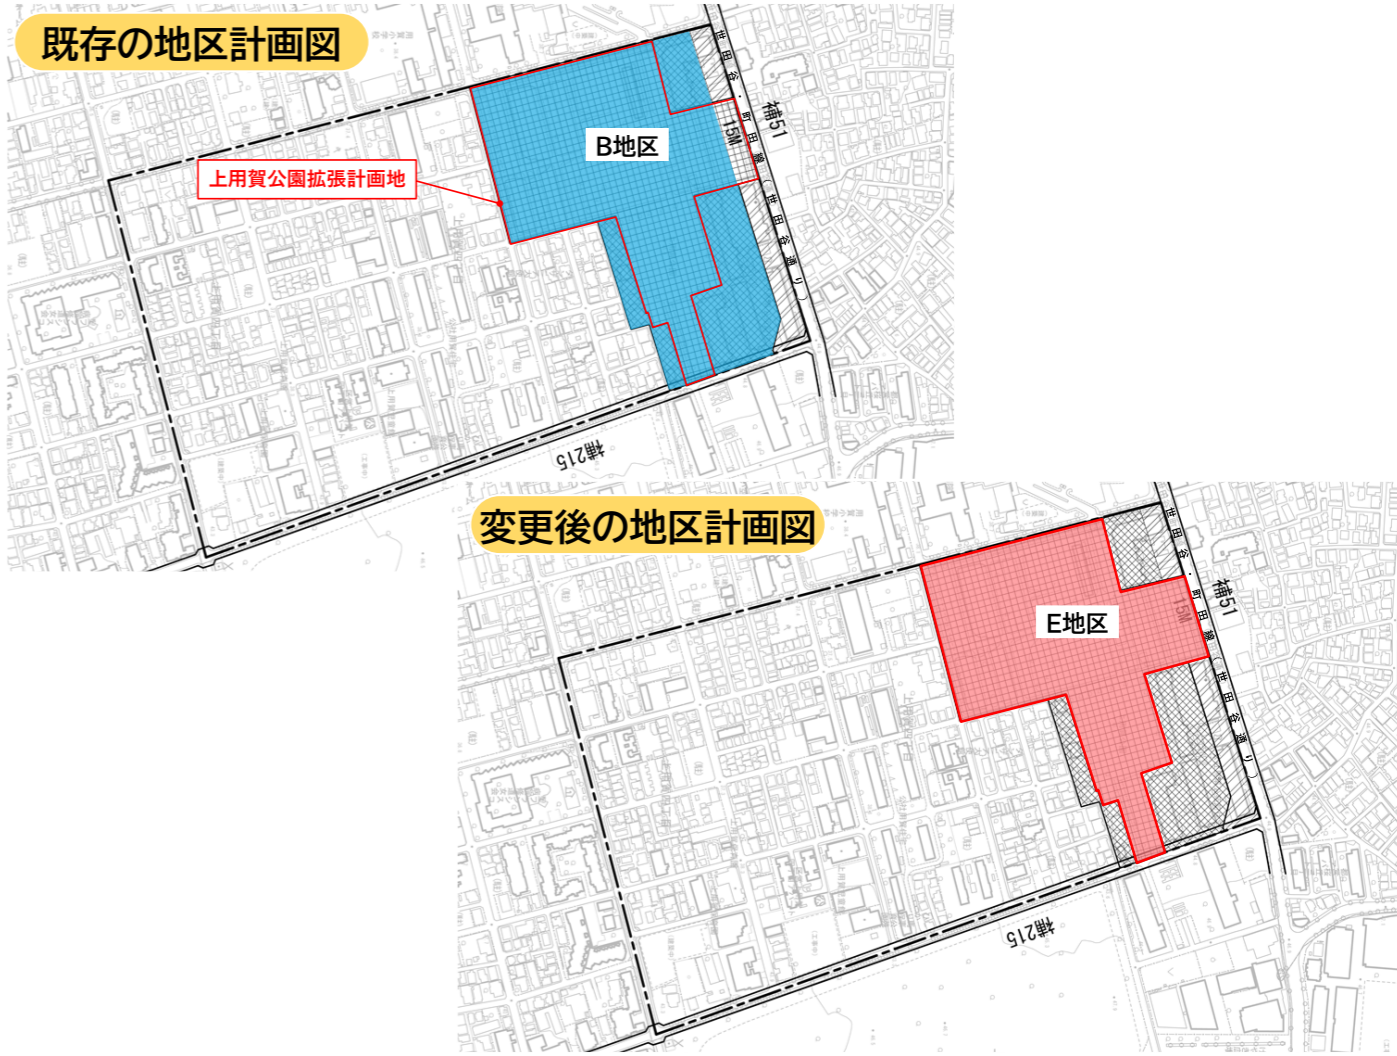 既存の地区計画図
B地区
上用賀公園拡張計画地
世田谷・町田線(世田谷通り)
補51
15M
補215
変更後の地区計画図
E地区
世田谷・町田線(世田谷通り)
補51
15M
補215